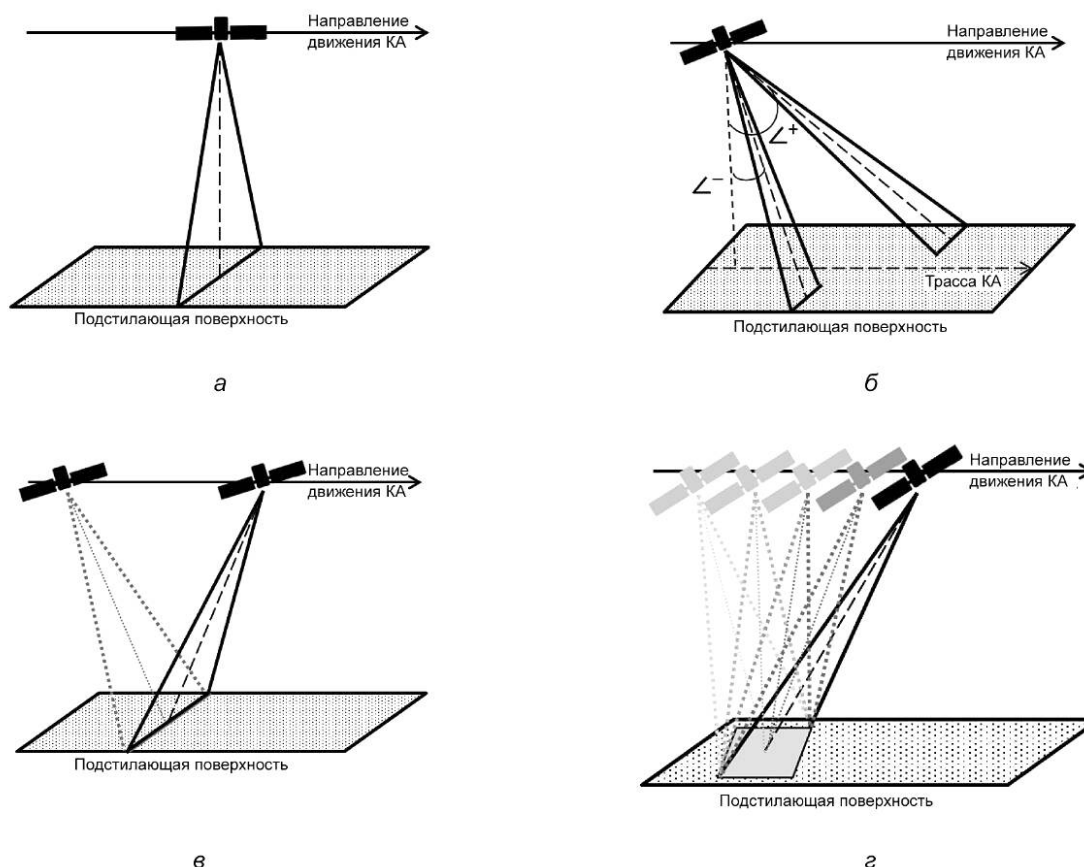 Направление
движения КА
Подстилающая поверхность
а
Направление
движения КА
∠+
∠−
Трасса КА
Подстилающая поверхность
б
Направление
движения КА
Подстилающая поверхность
в
Направление
движения КА
Подстилающая поверхность
г